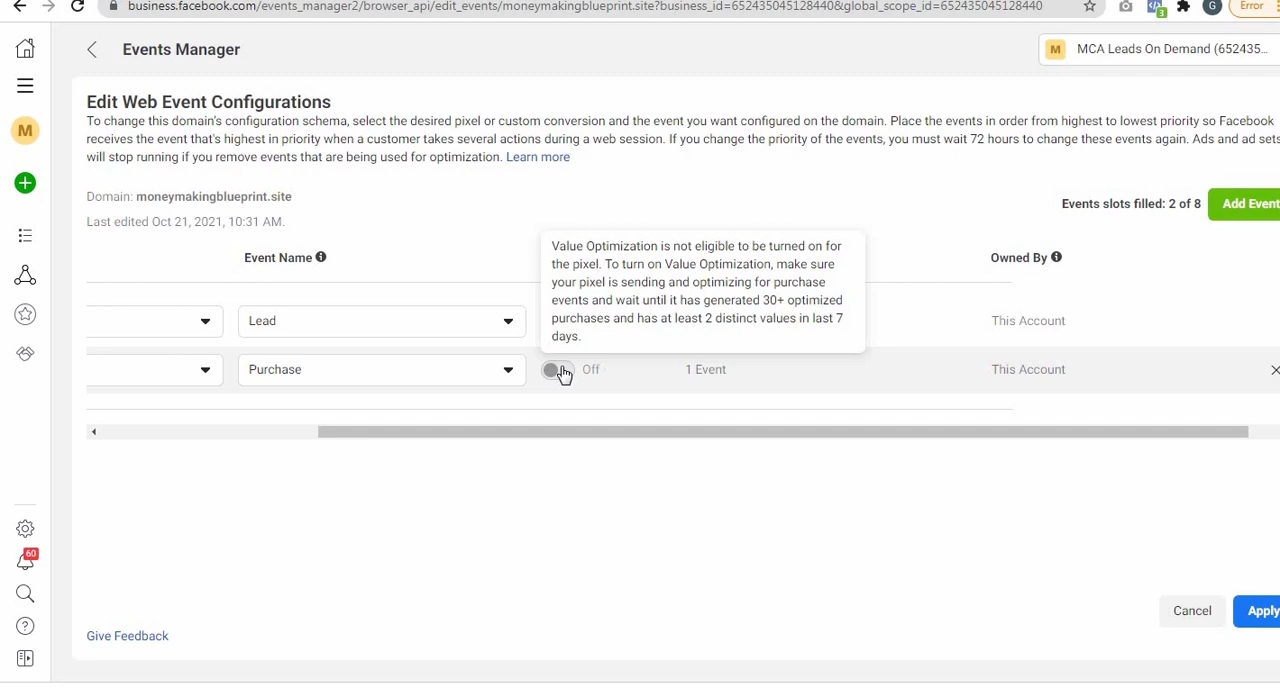 business.facebook.com/events_manager2/browser_api/edit_events/moneymakingblueprint.site?business_id=652435045128440&global_scope_id=652435045128440
3
G
Error
Events Manager
M
MCA Leads On Demand (652435...
M
Edit Web Event Configurations
To change this domain's configuration schema, select the desired pixel or custom conversion and the event you want configured on the domain. Place the events in order from highest to lowest priority so Facebook
receives the event that's highest in priority when a customer takes several actions during a web session. If you change the priority of the events, you must wait 72 hours to change these events again. Ads and ad sets
will stop running if you remove events that are being used for optimization. Learn more
Domain: moneymakingblueprint.site
Last edited Oct 21, 2021, 10:31 AM.
Events slots filled: 2 of 8
Add Event
Event Name
Owned By
Value Optimization is not eligible to be turned on for
the pixel. To turn on Value Optimization, make sure
your pixel is sending and optimizing for purchase
events and wait until it has generated 30+ optimized
purchases and has at least 2 distinct values in last 7
days.
Lead
This Account
Purchase
Off
1 Event
This Account
60
Cancel
Apply
Give Feedback